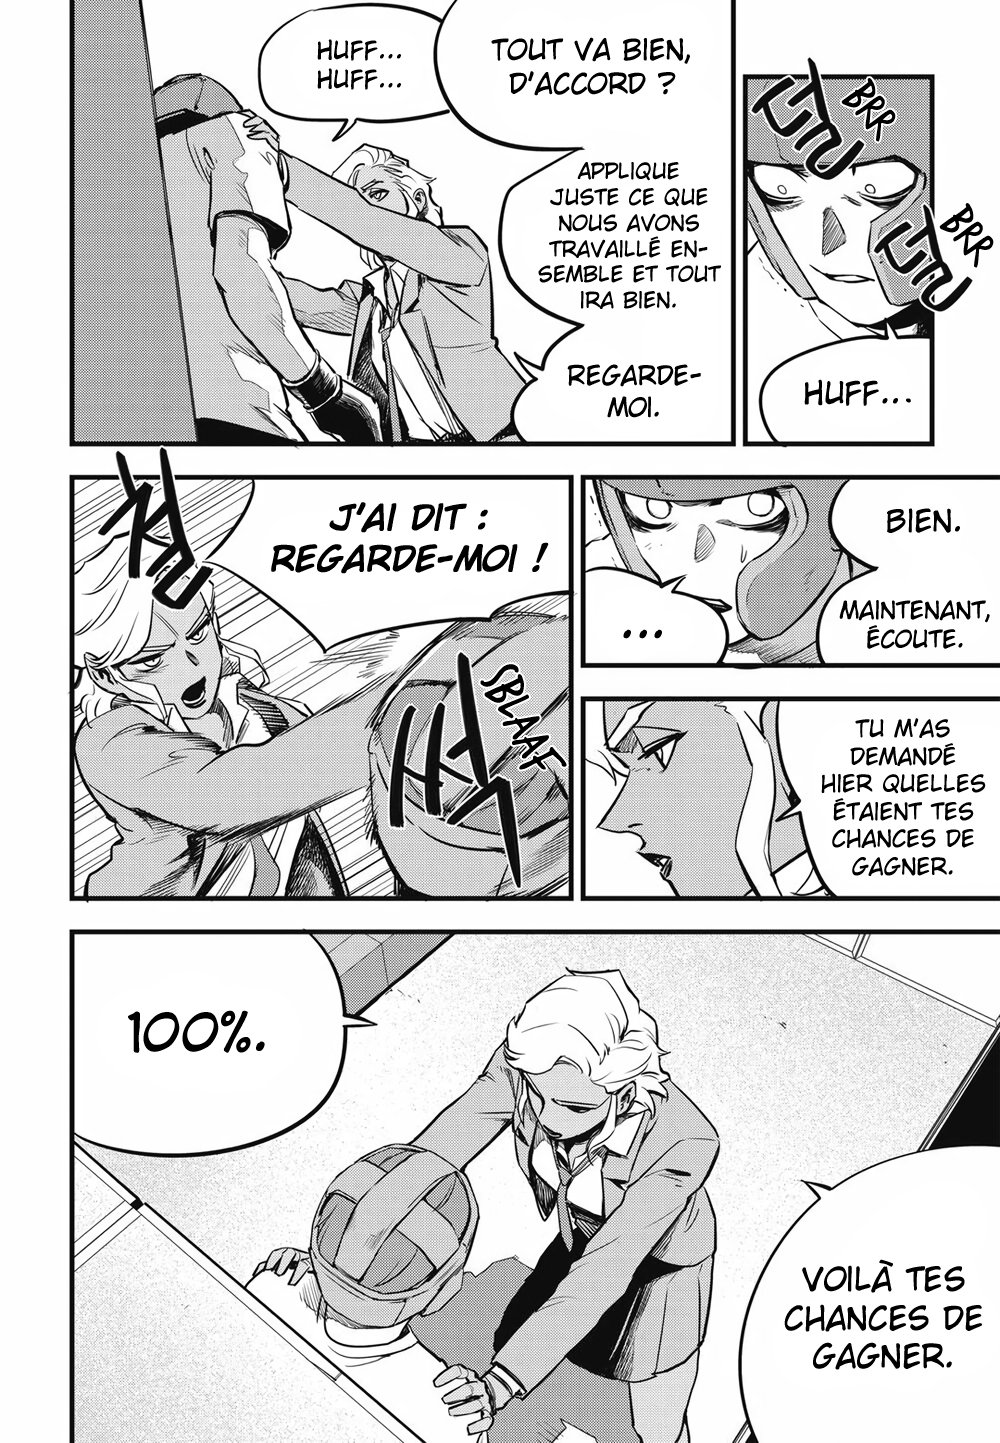 HUFF...
HUFF...
TOUT VA BIEN,
D'ACCORD ?
APPLIQUE
JUSTE CE QUE
NOUS AVONS
TRAVAILLÉ EN-
SEMBLE ET TOUT
IRA BIEN.
REGARDE-
MOI.
BRR
BRR
HUFF...
J'AI DIT :
REGARDE-MOI !
SBLAAF
...
BIEN.
MAINTENANT,
ÉCOUTE.
TU M'AS
DEMANDÉ
HIER QUELLES
ÉTAIENT TES
CHANCES DE
GAGNER.
100%.
VOILÀ TES
CHANCES DE
GAGNER.